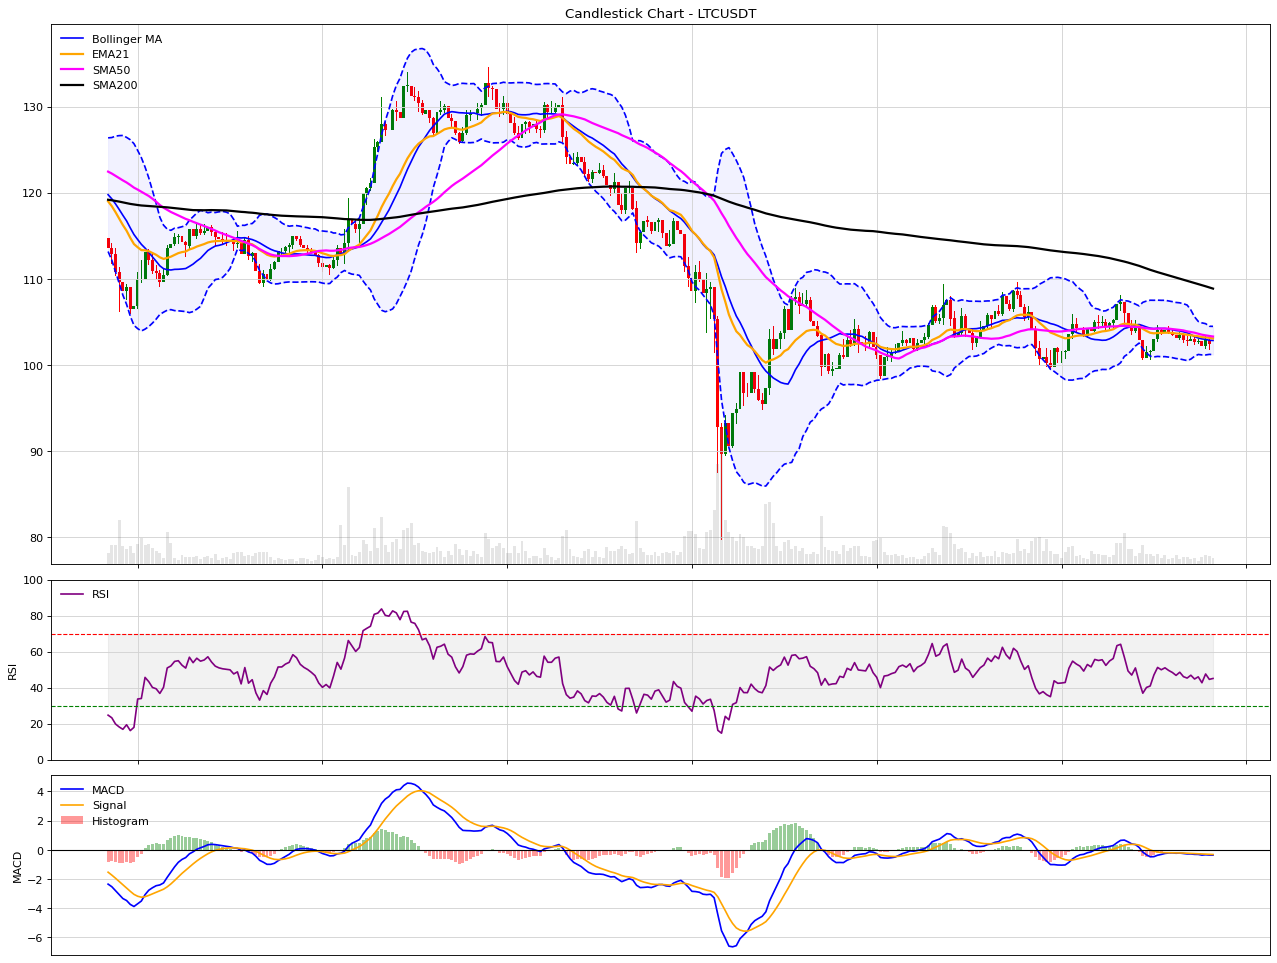 Candlestick Chart - LTCUSDT
Bollinger MA
EMA21
SMA50
SMA200
130
120
110
100
90
80
RSI
100
80
60
40
20
0
RSI
MACD
Signal
Histogram
4
2
0
−2
−4
−6
MACD